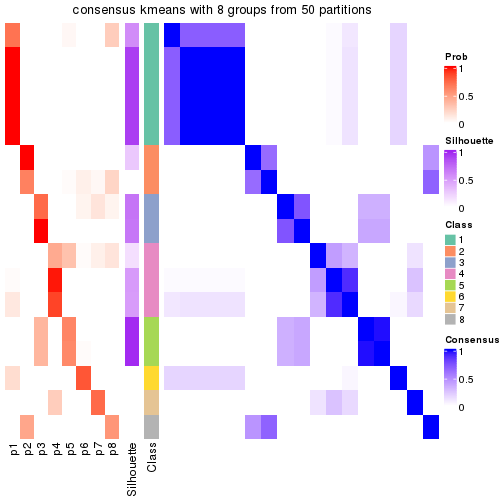 consensus kmeans with 8 groups from 50 partitions
Prob
1
0.5
0
Silhouette
1
0.5
0
Class
1
2
3
4
5
6
7
8
Consensus
1
0.5
0
p1
p2
p3
p4
p5
p6
p7
p8
Silhouette
Class